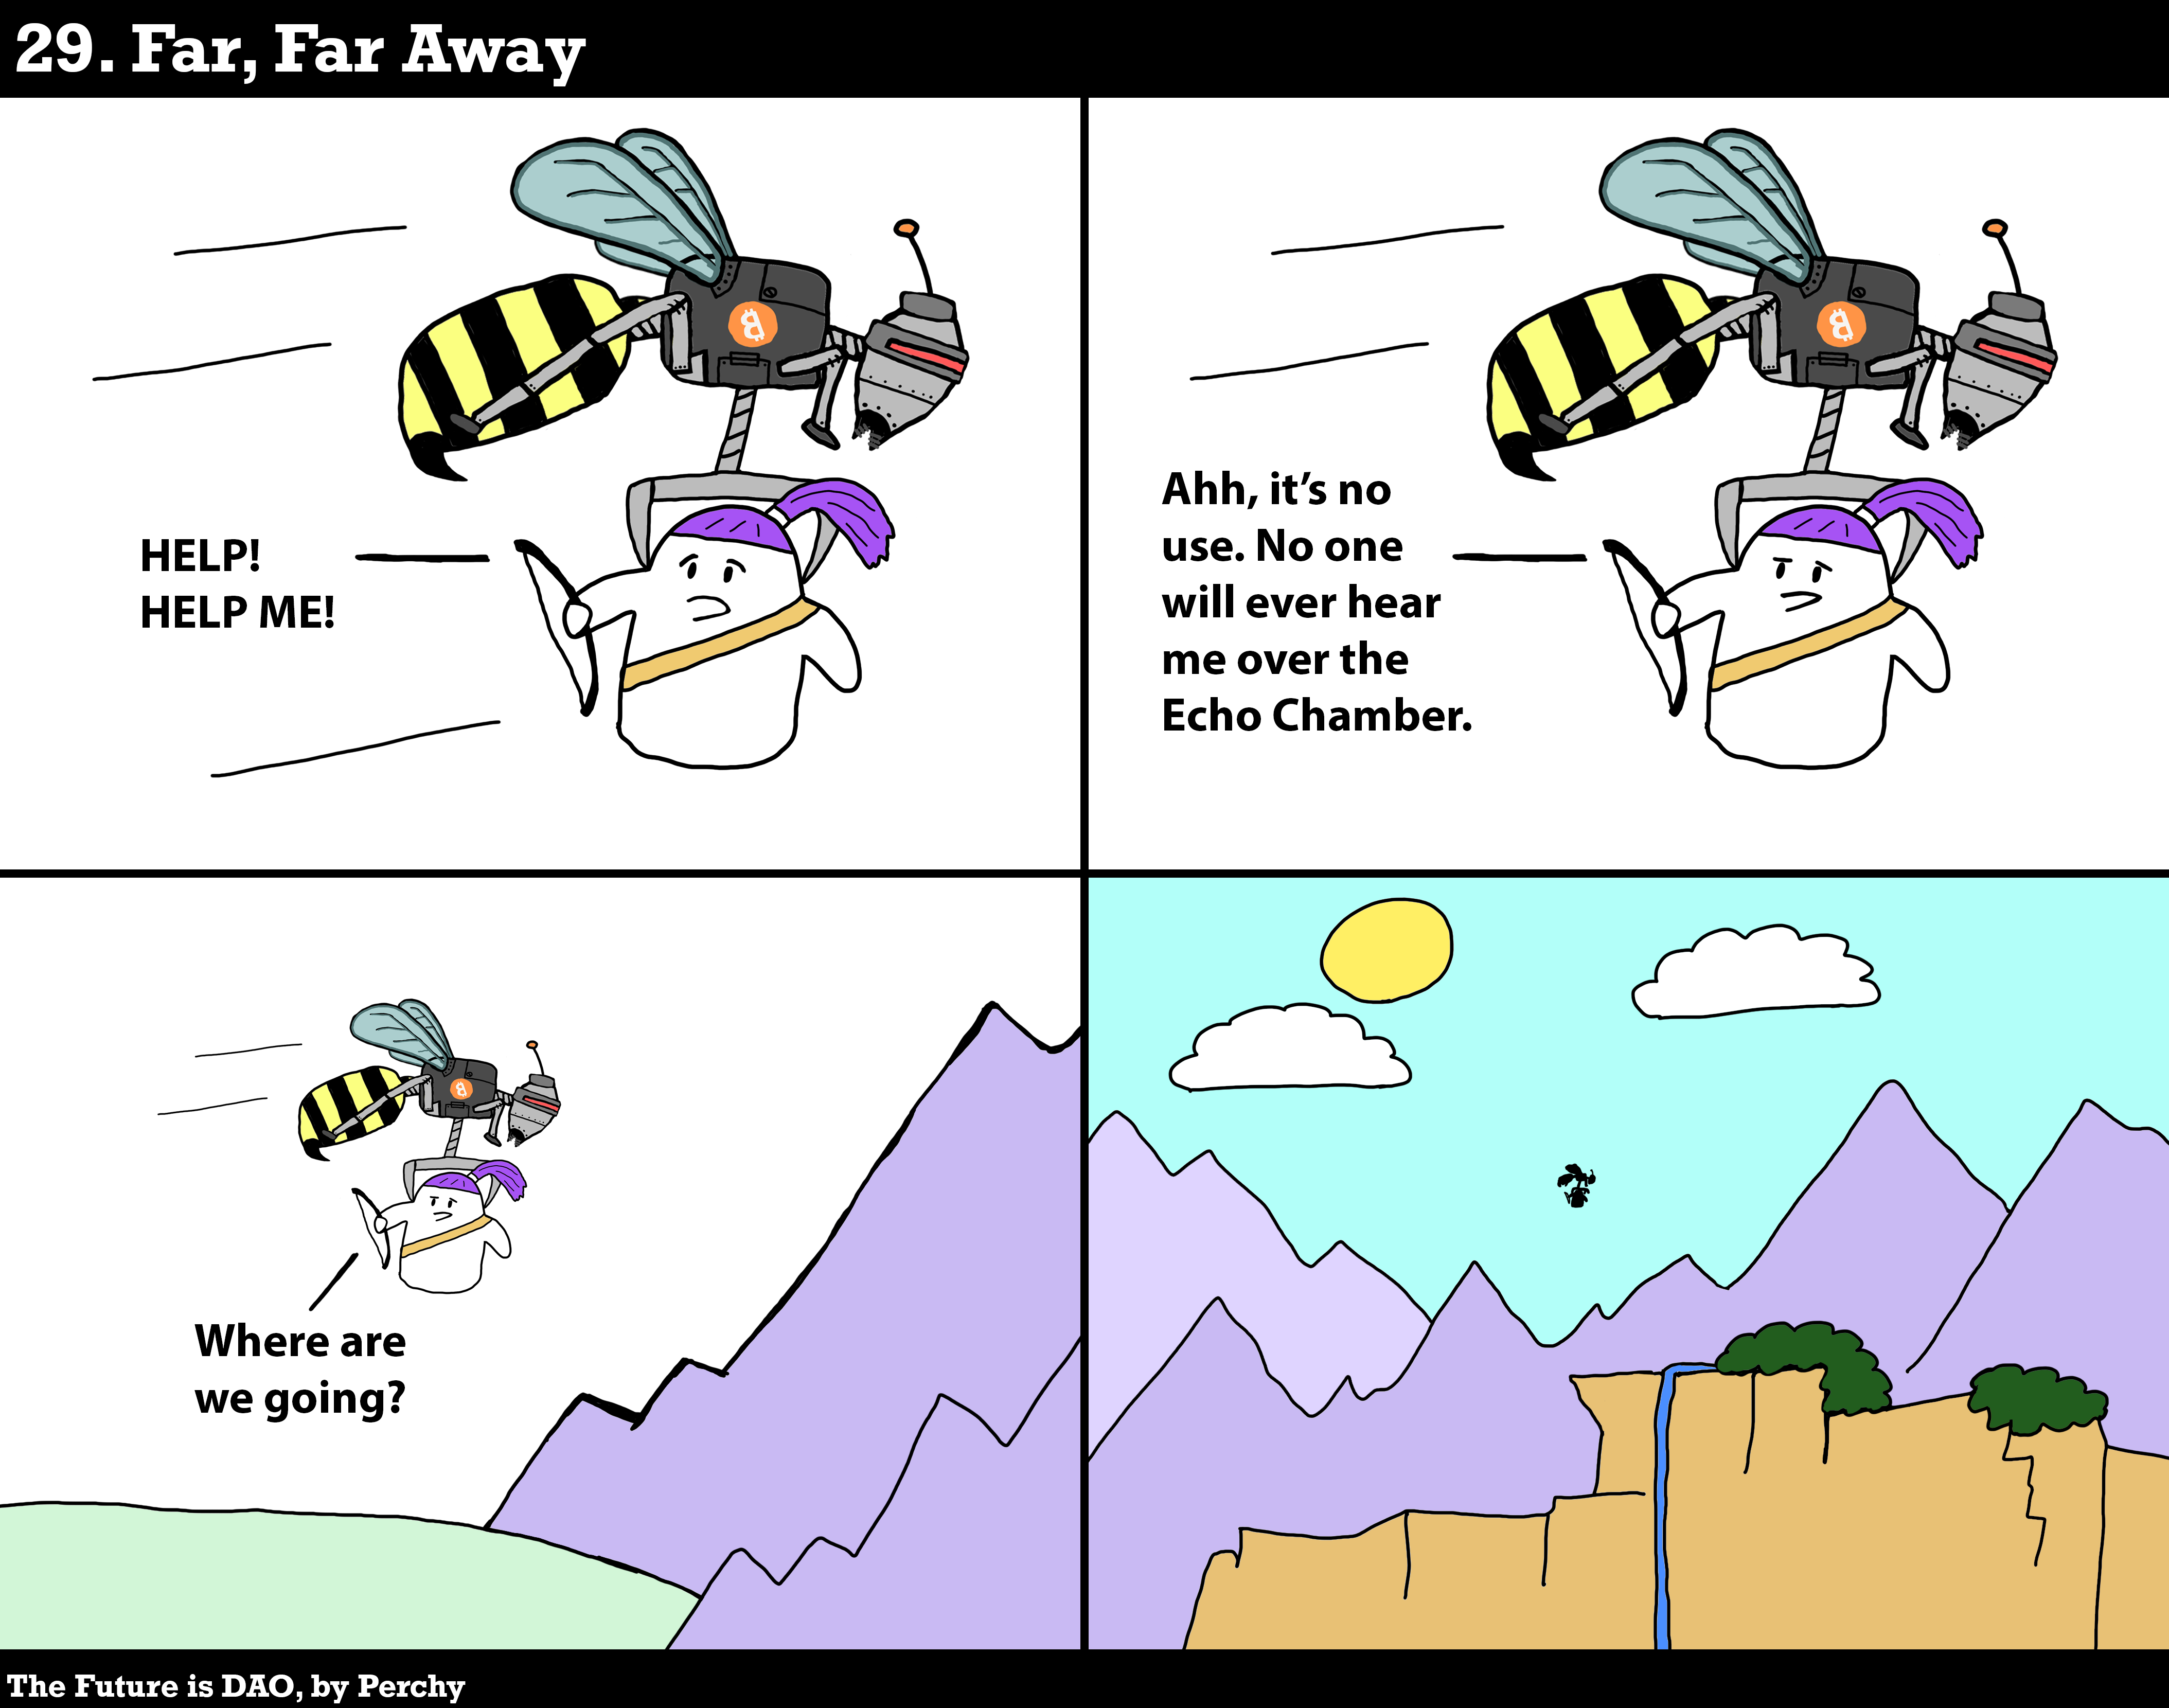 29. Far, Far Away
HELP!
HELP ME!
Ahh, it's no
use. No one
will ever hear
me over the
Echo Chamber.
Where are
we going?
The Future is DAO, by Perchy